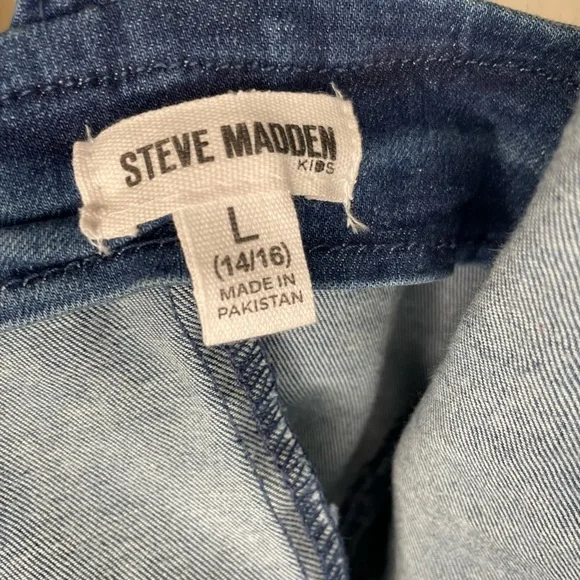 STEVE MADDEN
KIDS
L
(14/16)
MADE IN
PAKISTAN